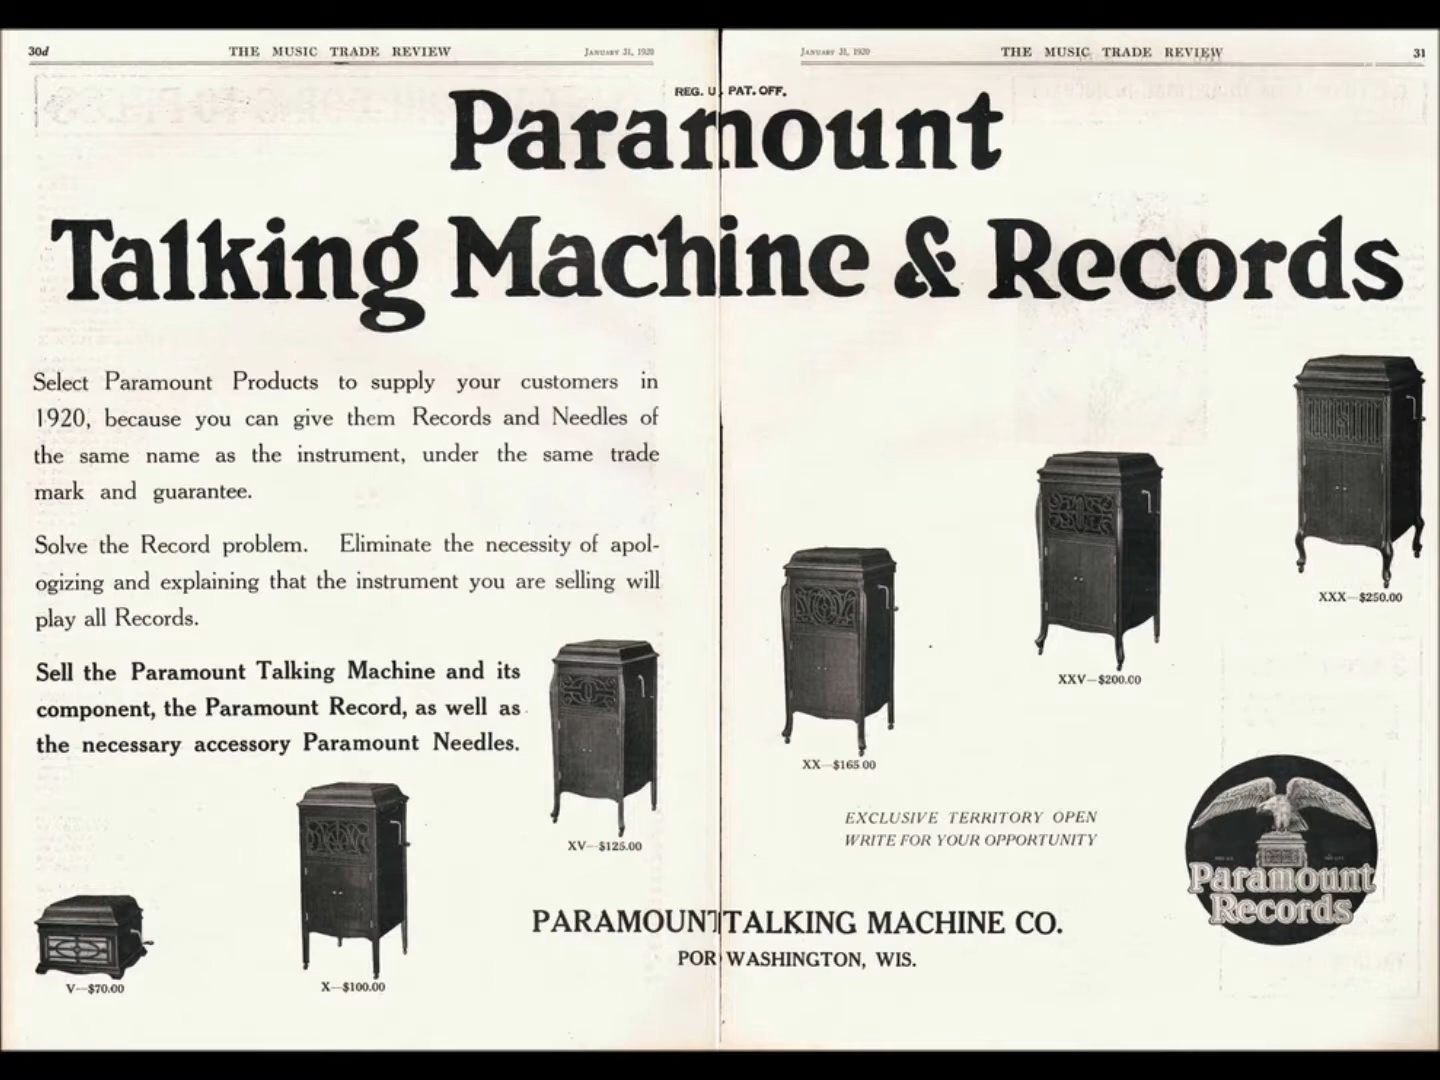 30d THE MUSIC TRADE REVIEW JANUARY 31, 1920
JANUARY 31, 1920 THE MUSIC TRADE REVIEW 31
REG. U. PAT. OFF.
Paramount
Talking Machine & Records
Select Paramount Products to supply your customers in
1920, because you can give them Records and Needles of
the same name as the instrument, under the same trade
mark and guarantee.
Solve the Record problem. Eliminate the necessity of apol-
ogizing and explaining that the instrument you are selling will
play all Records.
Sell the Paramount Talking Machine and its
component, the Paramount Record, as well as
the necessary accessory Paramount Needles.
V—$70.00
X—$100.00
XV—$125.00
XX—$165.00
XXV—$200.00
XXX—$250.00
EXCLUSIVE TERRITORY OPEN
WRITE FOR YOUR OPPORTUNITY
Paramount
Records
PARAMOUNT TALKING MACHINE CO.
POR WASHINGTON, WIS.